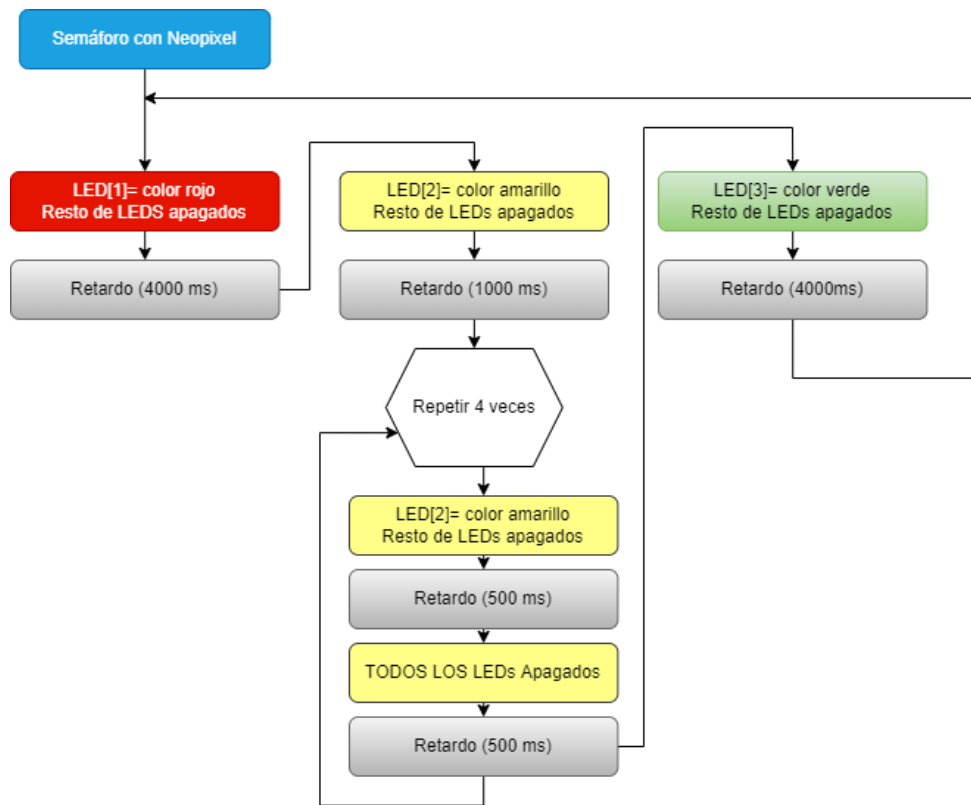 Semáforo con Neopixel
LED[1]= color rojo
Resto de LEDS apagados
Retardo (4000 ms)
LED[2]= color amarillo
Resto de LEDs apagados
Retardo (1000 ms)
Repetir 4 veces
LED[2]= color amarillo
Resto de LEDs apagados
Retardo (500 ms)
TODOS LOS LEDs Apagados
Retardo (500 ms)
LED[3]= color verde
Resto de LEDs apagados
Retardo (4000ms)